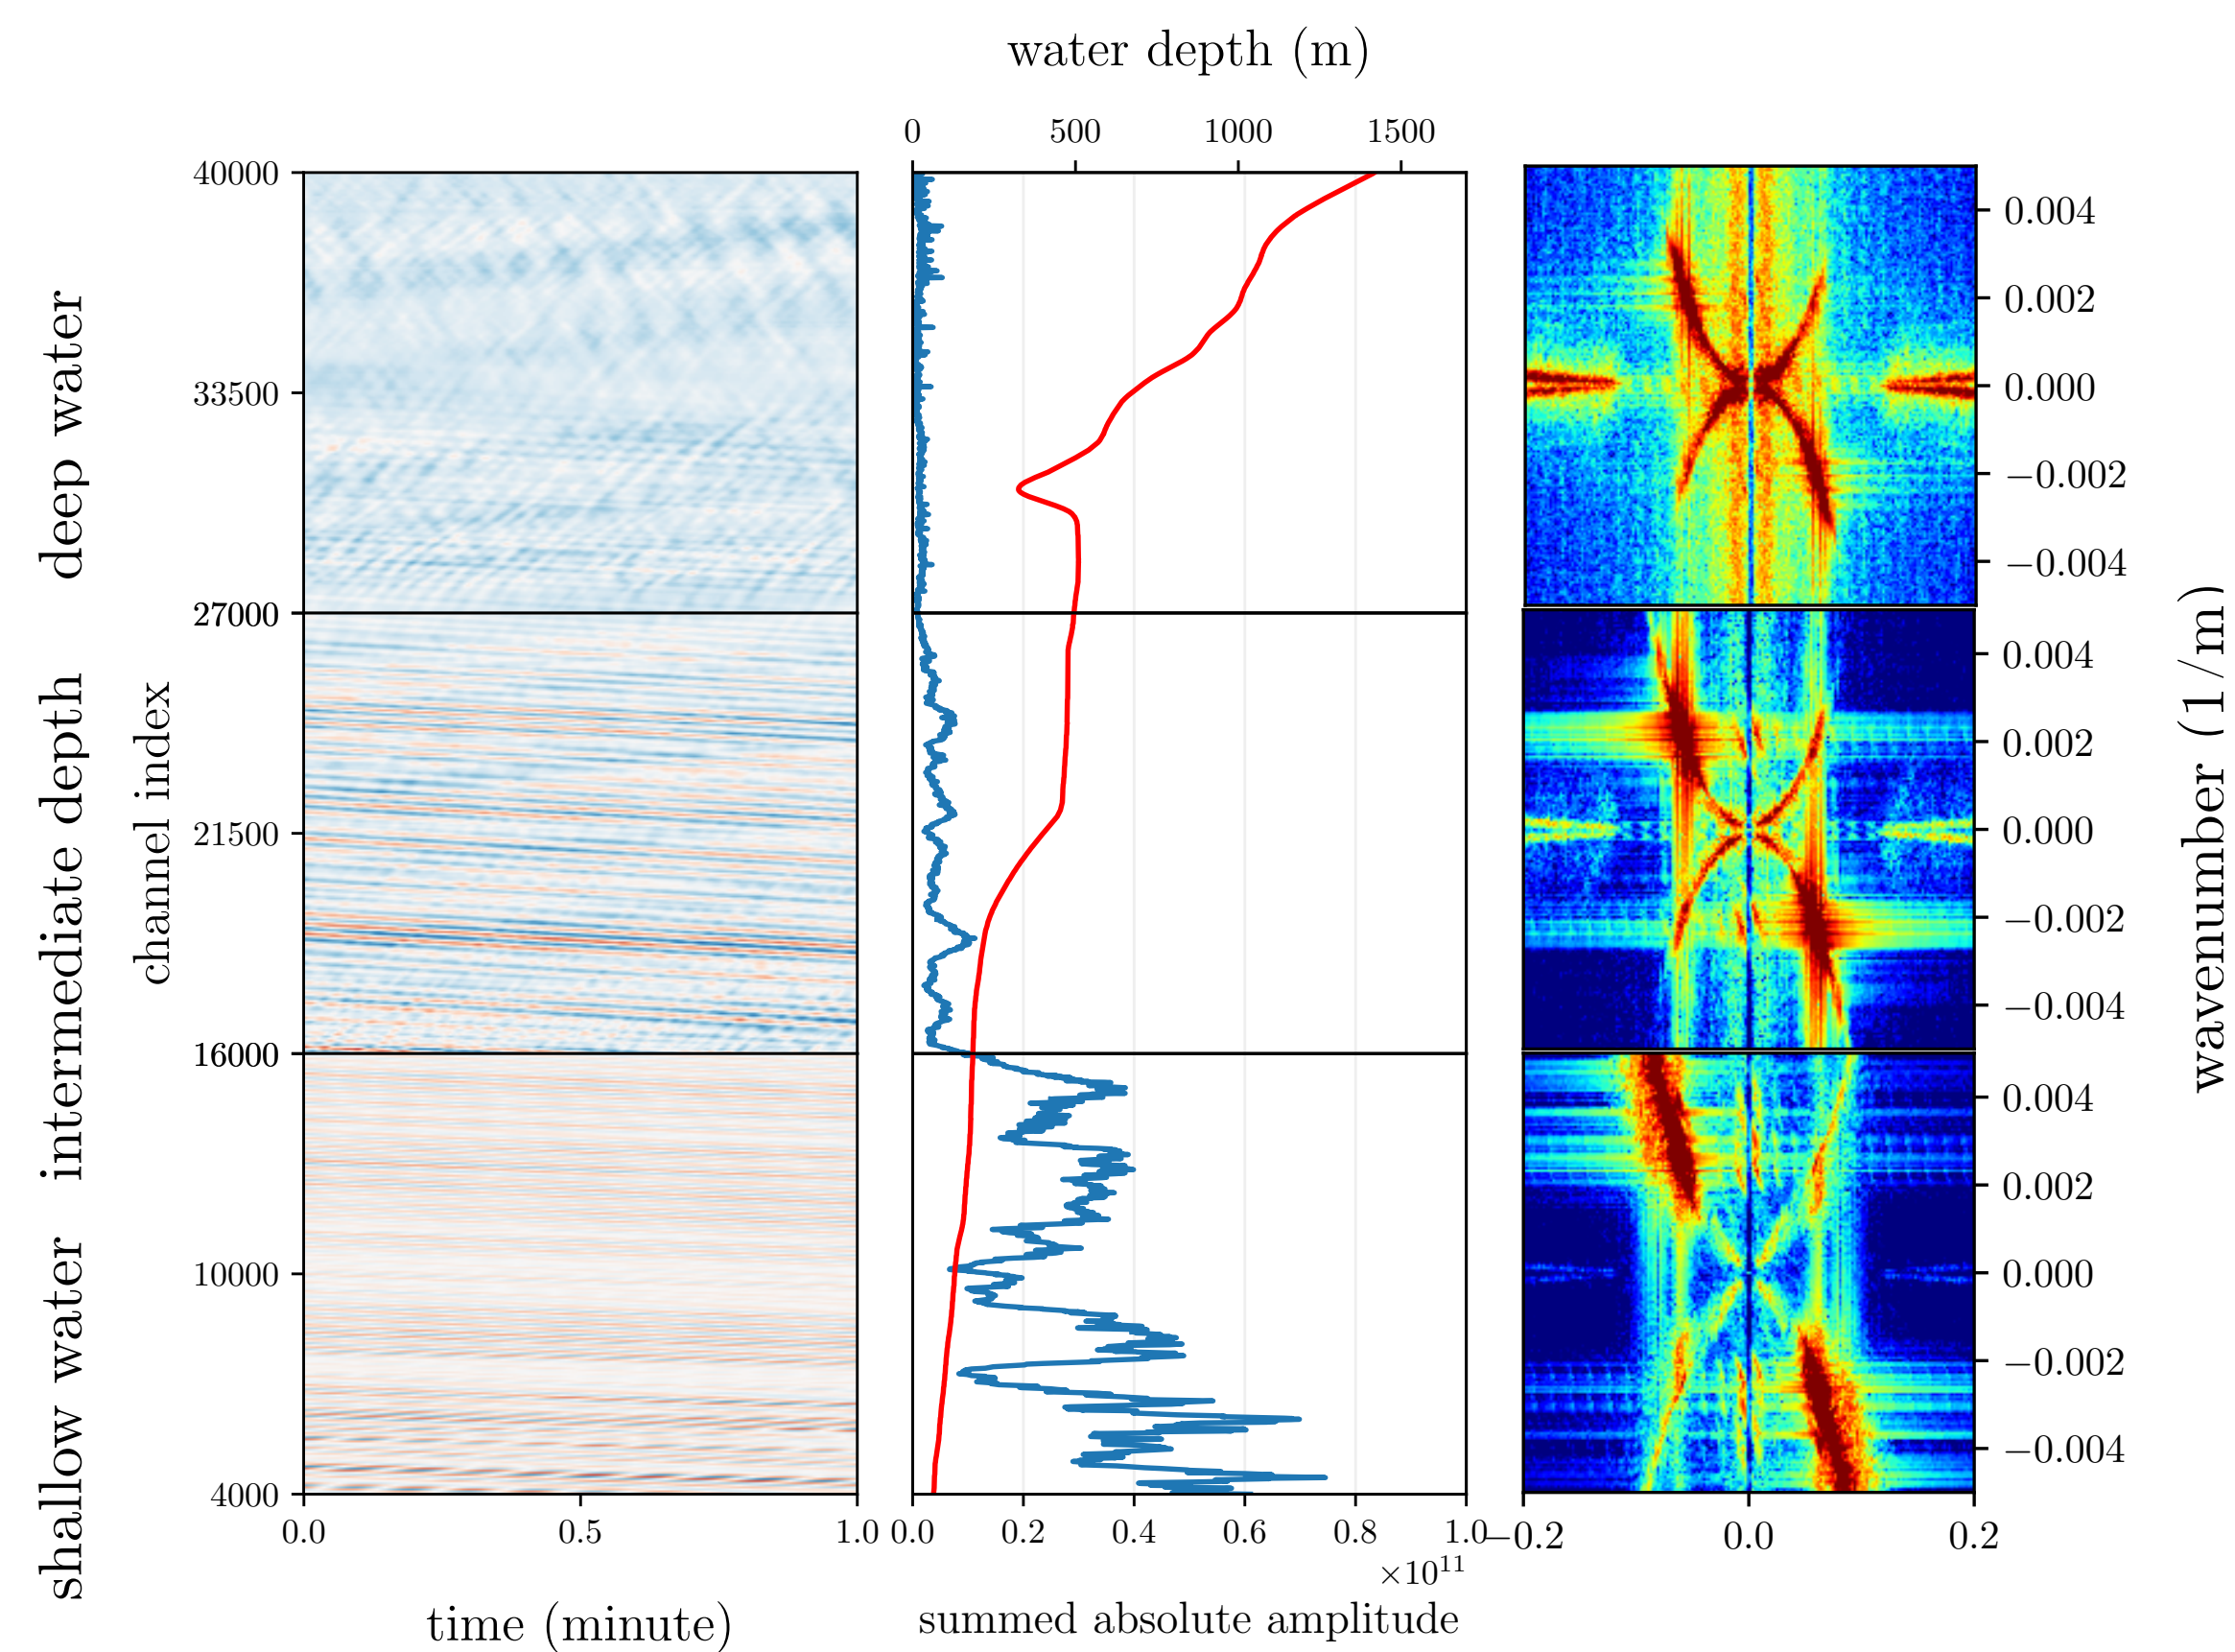 water depth (m)
0 500 1000 1500
deep water
intermediate depth
shallow water
channel index
40000
33500
27000
21500
16000
10000
4000
0.0 0.5 1.0
time (minute)
0.0 0.2 0.4 0.6 0.8 1.0
×10¹¹
summed absolute amplitude
0.004
0.002
0.000
−0.002
−0.004
0.004
0.002
0.000
−0.002
−0.004
0.004
0.002
0.000
−0.002
−0.004
−0.2 0.0 0.2
wavenumber (1/m)